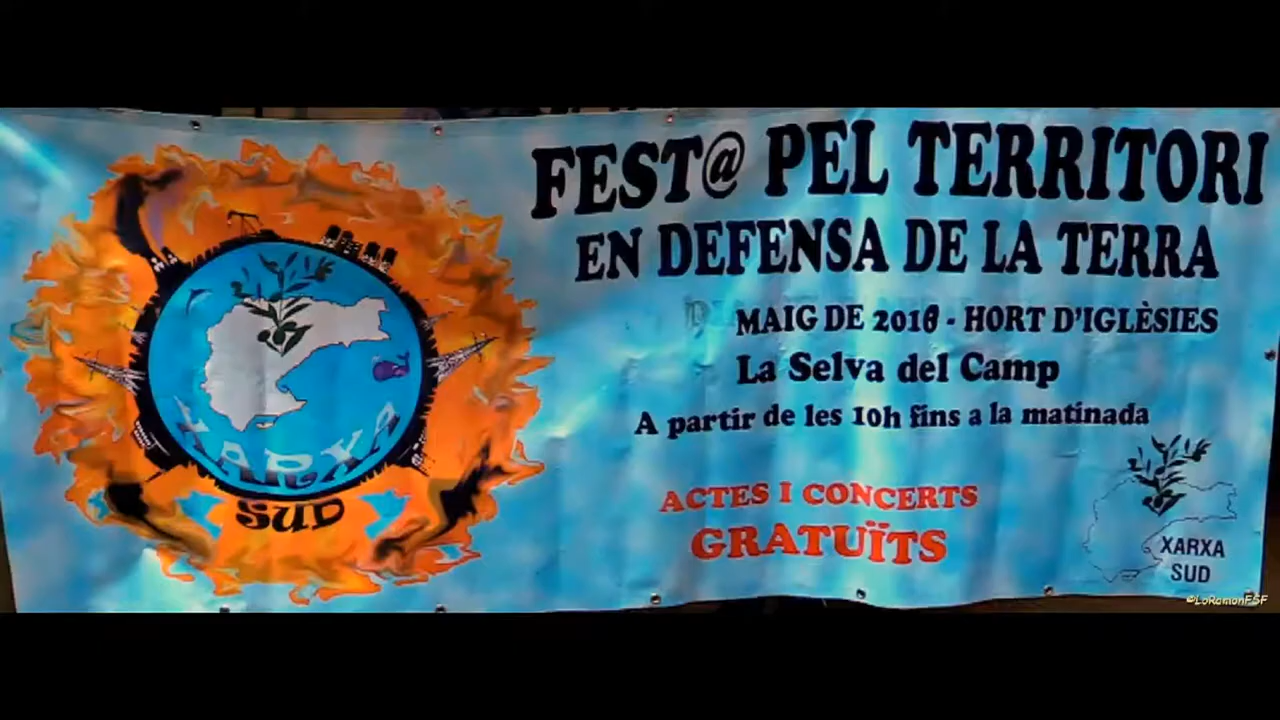 FEST@ PEL TERRITORI
EN DEFENSA DE LA TERRA
MAIG DE 2018 - HORT D'IGLÈSIES
La Selva del Camp
A partir de les 10h fins a la matinada
ACTES I CONCERTS
GRATUÏTS
XARXA
SUD
XARXA
SUD
©LoRamonFSF